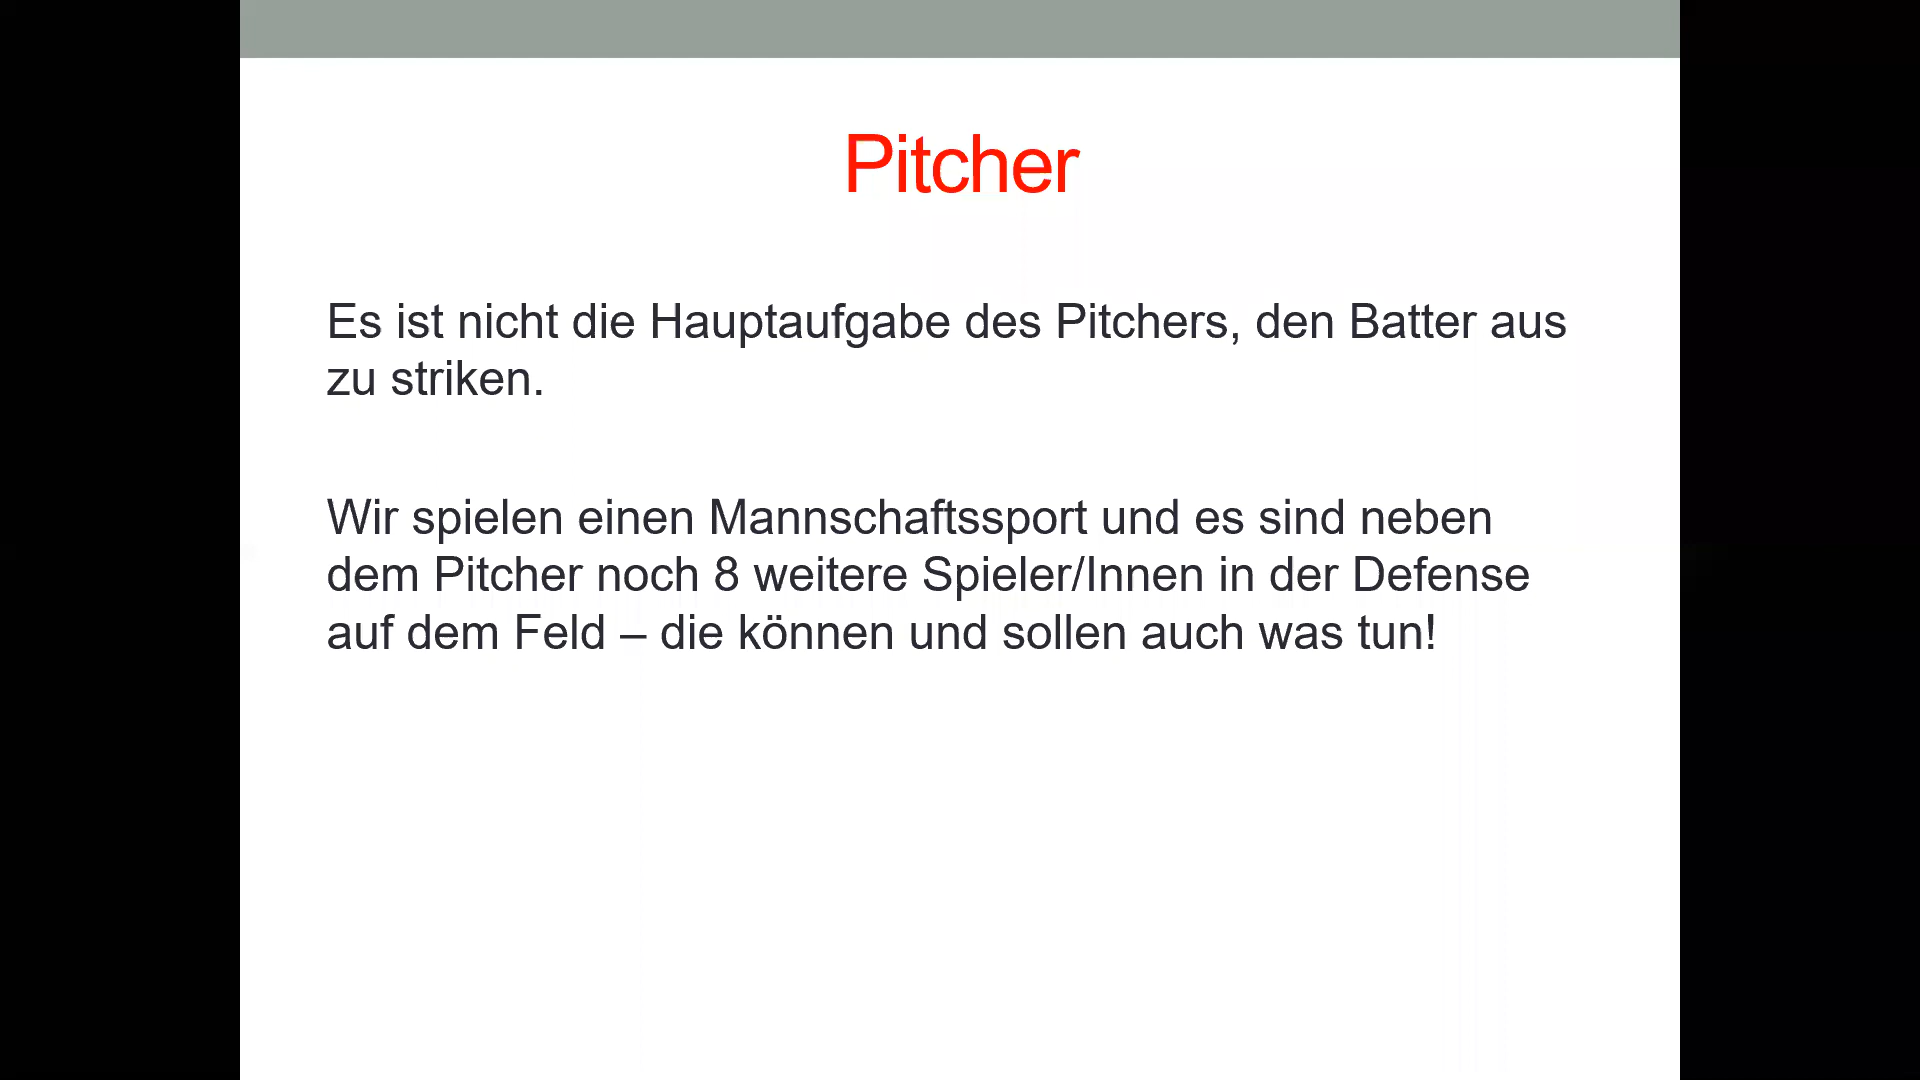 Pitcher
Es ist nicht die Hauptaufgabe des Pitchers, den Batter aus
zu striken.
Wir spielen einen Mannschaftssport und es sind neben
dem Pitcher noch 8 weitere Spieler/Innen in der Defense
auf dem Feld – die können und sollen auch was tun!